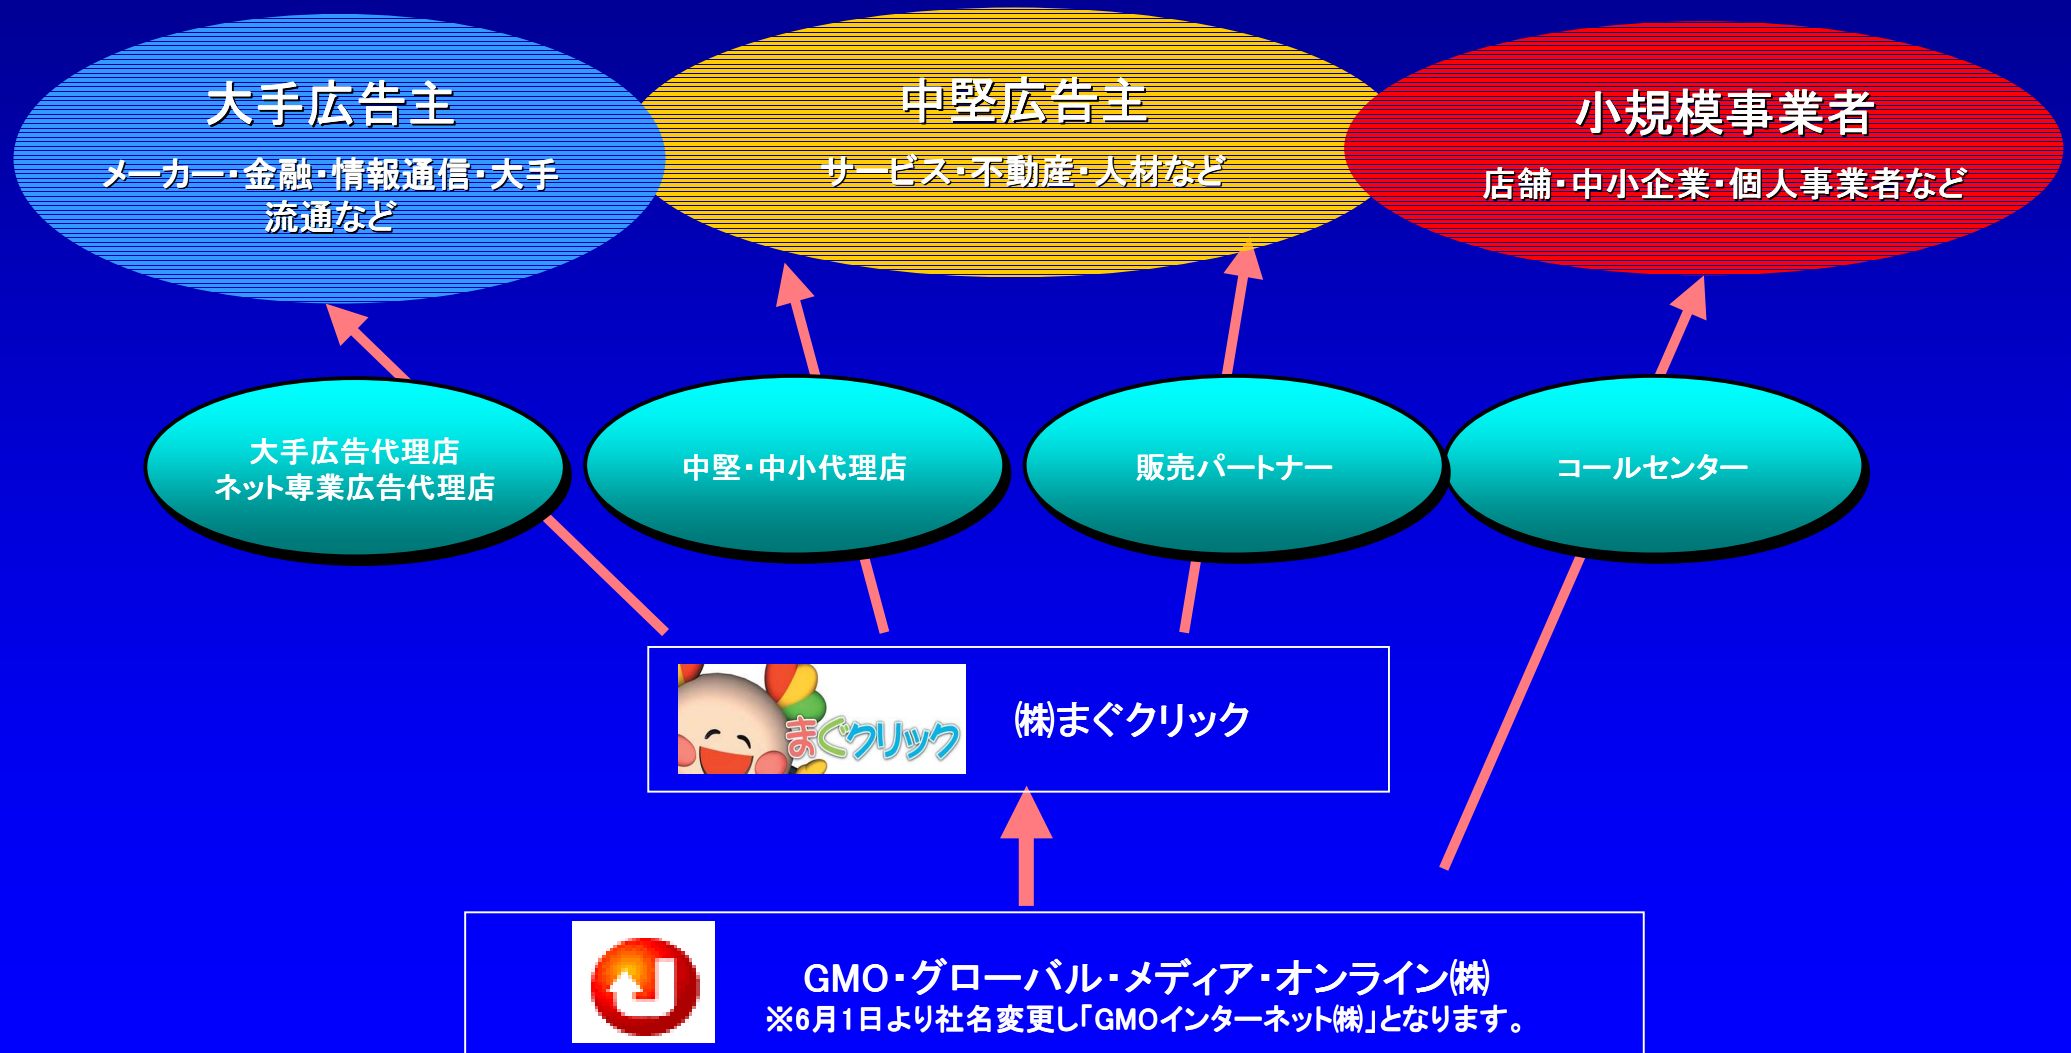 大手広告主
メーカー・金融・情報通信・大手
流通など
中堅広告主
サービス・不動産・人材など
小規模事業者
店舗・中小企業・個人事業者など
大手広告代理店
ネット専業広告代理店
中堅・中小代理店
販売パートナー
コールセンター
まぐクリック
㈱まぐクリック
GMO・グローバル・メディア・オンライン㈱
※6月1日より社名変更し「GMOインターネット㈱」となります。